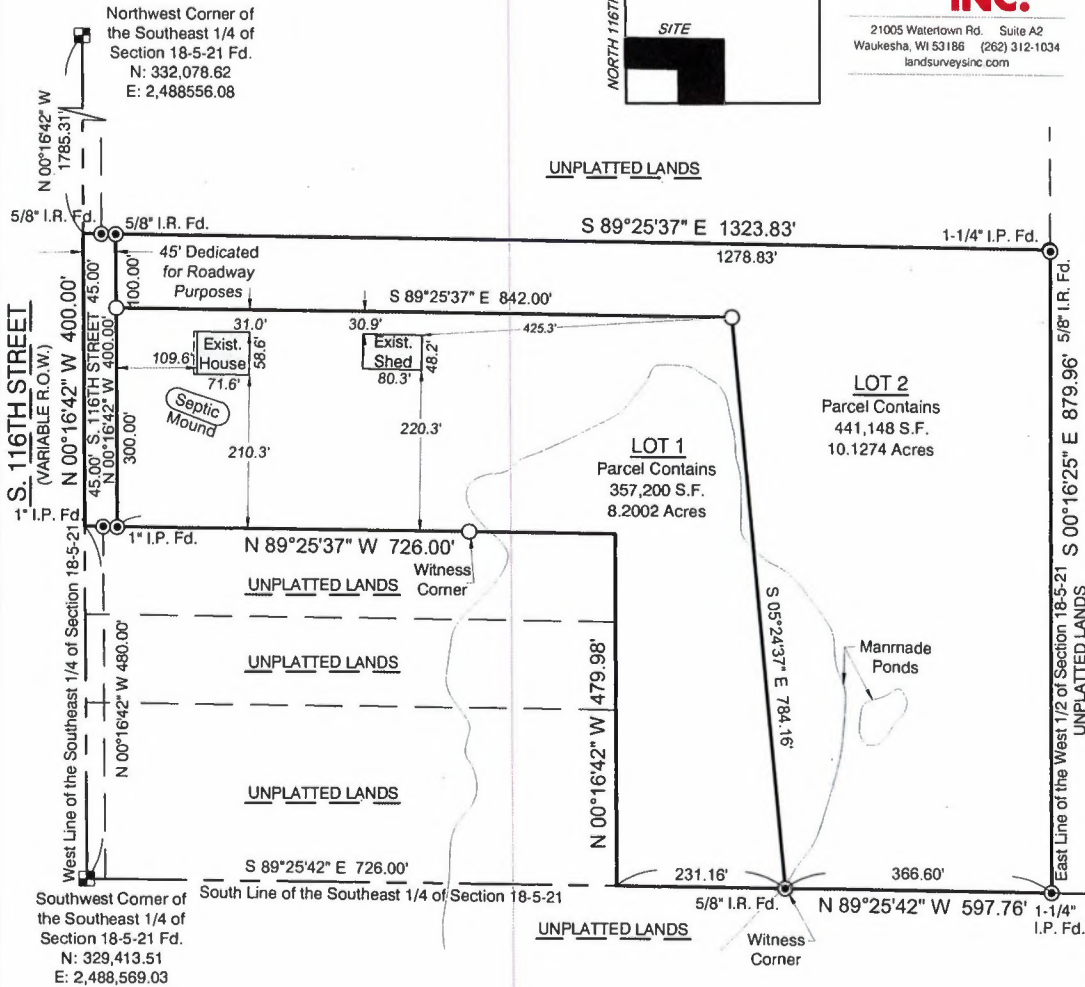 Northwest Corner of
the Southeast 1/4 of
Section 18-5-21 Fd.
N: 332,078.62
E: 2,488556.08
NORTH 116T
SITE
INC.
21005 Watertown Rd. Suite A2
Waukesha, WI 53186 (262) 312-1034
landsurveysinc.com
N 00°16'42" W
1785.31'
UNPLATTED LANDS
5/8" I.R. Fd.
5/8" I.R. Fd.
S 89°25'37" E 1323.83'
1278.83'
1-1/4" I.P. Fd.
45' Dedicated
for Roadway
Purposes
45.00'
100.00'
S 89°25'37" E 842.00'
S. 116TH STREET
(VARIABLE R.O.W.)
N 00°16'42" W 400.00'
45.00' S. 116TH STREET
N 00°16'42" W 400.00'
300.00'
31.0'
Exist.
House
58.6'
109.6'
71.6'
Septic
Mound
210.3'
30.9'
Exist.
Shed
48.2'
80.3'
425.3'
220.3'
LOT 1
Parcel Contains
357,200 S.F.
8.2002 Acres
LOT 2
Parcel Contains
441,148 S.F.
10.1274 Acres
5/8" I.R. Fd.
S 00°16'25" E 879.96'
East Line of the West 1/2 of Section 18-5-21
UNPLATTED LANDS
1" I.P. Fd.
1" I.P. Fd.
N 89°25'37" W 726.00'
Witness
Corner
UNPLATTED LANDS
UNPLATTED LANDS
UNPLATTED LANDS
West Line of the Southeast 1/4 of Section 18-5-21
N 00°16'42" W 480.00'
N 00°16'42" W 479.98'
S 05°24'37" E 784.16'
Manmade
Ponds
S 89°25'42" E 726.00'
South Line of the Southeast 1/4 of Section 18-5-21
231.16'
366.60'
5/8" I.R. Fd.
N 89°25'42" W 597.76'
1-1/4"
I.P. Fd.
UNPLATTED LANDS
Witness
Corner
Southwest Corner of
the Southeast 1/4 of
Section 18-5-21 Fd.
N: 329,413.51
E: 2,488,569.03